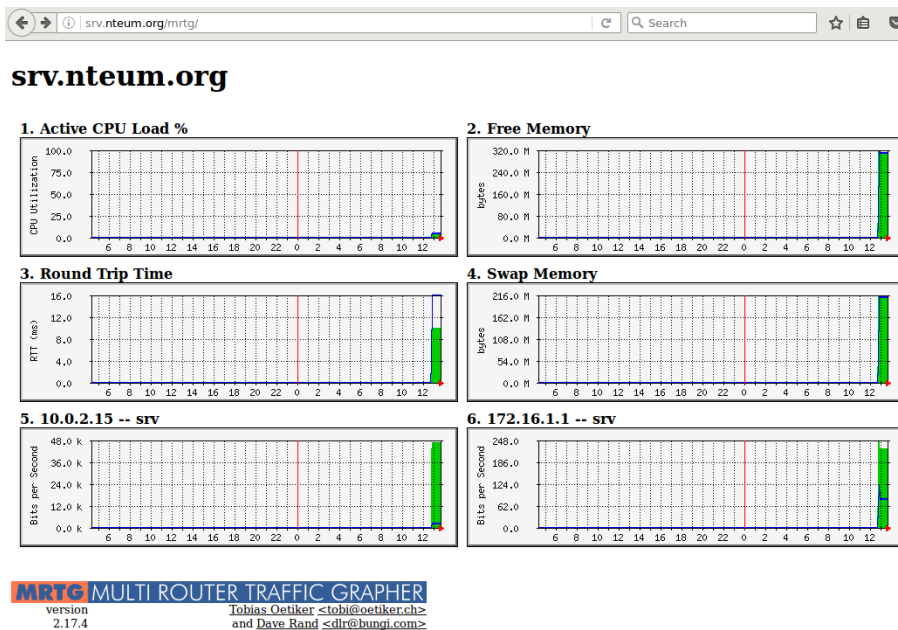 srv.nteum.org/mrtg/
Search
srv.nteum.org
1. Active CPU Load %
CPU Utilization
100.0
75.0
50.0
25.0
0.0
6 8 10 12 14 16 18 20 22 0 2 4 6 8 10 12
2. Free Memory
bytes
320.0 M
240.0 M
160.0 M
80.0 M
0.0 M
6 8 10 12 14 16 18 20 22 0 2 4 6 8 10 12
3. Round Trip Time
RTT (ms)
16.0
12.0
8.0
4.0
0.0
6 8 10 12 14 16 18 20 22 0 2 4 6 8 10 12
4. Swap Memory
bytes
216.0 M
162.0 M
108.0 M
54.0 M
0.0 M
6 8 10 12 14 16 18 20 22 0 2 4 6 8 10 12
5. 10.0.2.15 -- srv
Bits per Second
48.0 k
36.0 k
24.0 k
12.0 k
0.0 k
6 8 10 12 14 16 18 20 22 0 2 4 6 8 10 12
6. 172.16.1.1 -- srv
Bits per Second
248.0
186.0
124.0
62.0
0.0
6 8 10 12 14 16 18 20 22 0 2 4 6 8 10 12
MRTG MULTI ROUTER TRAFFIC GRAPHER
version Tobias Oetiker <tobi@oetiker.ch>
2.17.4 and Dave Rand <dlr@bungi.com>